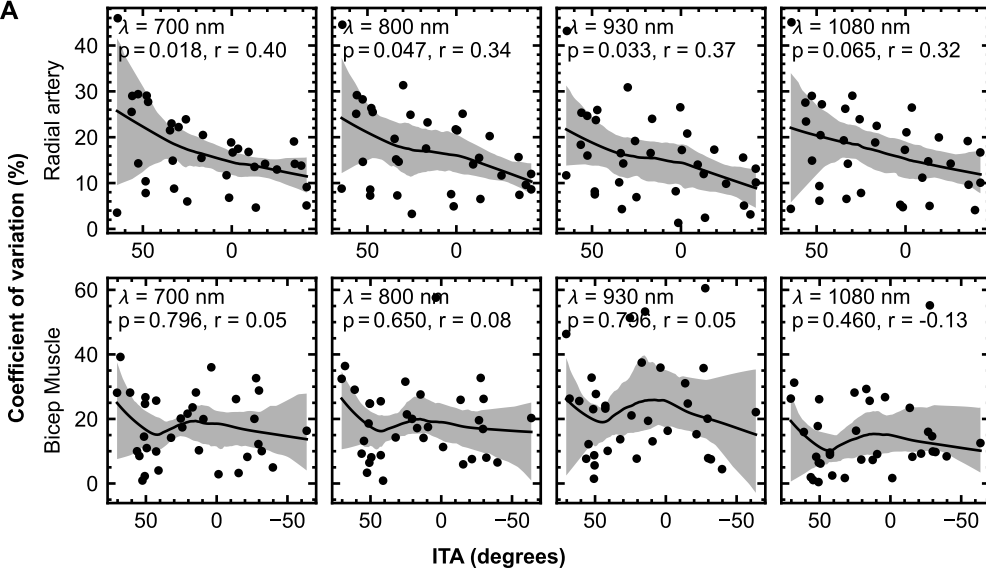 A
λ = 700 nm
p = 0.018, r = 0.40
λ = 800 nm
p = 0.047, r = 0.34
λ = 930 nm
p = 0.033, r = 0.37
λ = 1080 nm
p = 0.065, r = 0.32
Radial artery
40
30
20
10
0
50 0
50 0
50 0
50 0
Coefficient of variation (%)
λ = 700 nm
p = 0.796, r = 0.05
λ = 800 nm
p = 0.650, r = 0.08
λ = 930 nm
p = 0.796, r = 0.05
λ = 1080 nm
p = 0.460, r = -0.13
Bicep Muscle
60
40
20
0
50 0 −50
50 0 −50
50 0 −50
50 0 −50
ITA (degrees)